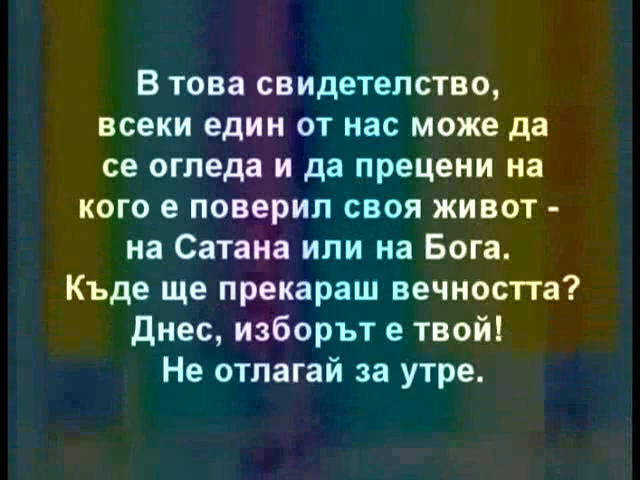 В това свидетелство,
всеки един от нас може да
се огледа и да прецени на
кого е поверил своя живот -
на Сатана или на Бога.
Къде ще прекараш вечността?
Днес, изборът е твой!
Не отлагай за утре.